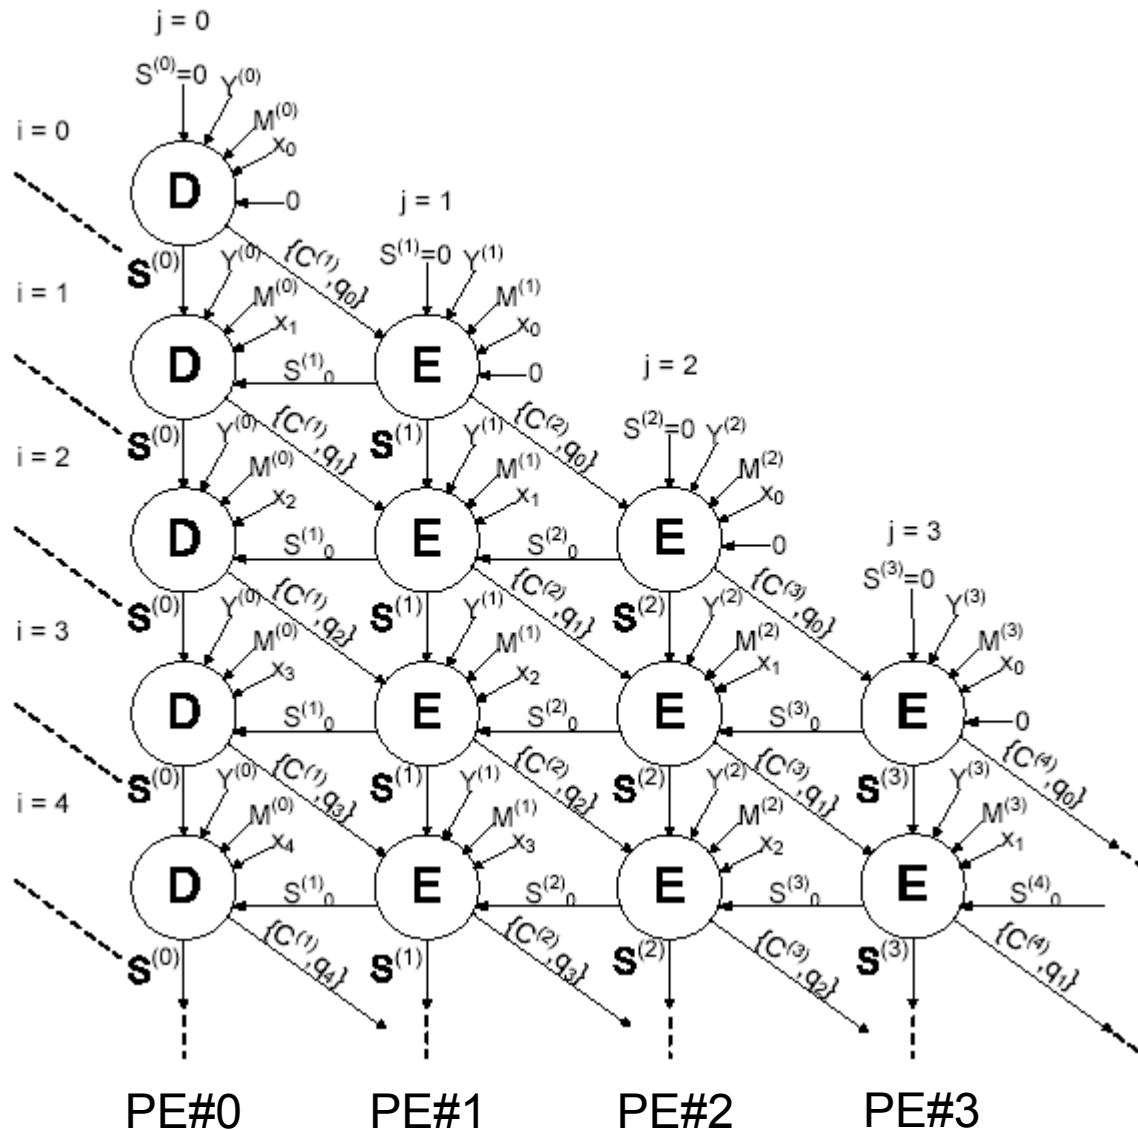 j = 0
S⁽⁰⁾=0 Y⁽⁰⁾
M⁽⁰⁾
i = 0
x₀
D
0
j = 1
S⁽¹⁾=0 Y⁽¹⁾
S⁽⁰⁾ Y⁽⁰⁾ {C⁽¹⁾,q₀}
i = 1
M⁽⁰⁾ M⁽¹⁾
x₁ x₀
D S⁽¹⁾₀ E 0
j = 2
S⁽²⁾=0 Y⁽²⁾
S⁽⁰⁾ Y⁽⁰⁾ {C⁽¹⁾,q₁} S⁽¹⁾ Y⁽¹⁾ {C⁽²⁾,q₀}
i = 2
M⁽⁰⁾ M⁽¹⁾ M⁽²⁾
x₂ x₁ x₀
D S⁽¹⁾₀ E S⁽²⁾₀ E 0
j = 3
S⁽³⁾=0 Y⁽³⁾
S⁽⁰⁾ Y⁽⁰⁾ {C⁽¹⁾,q₂} S⁽¹⁾ Y⁽¹⁾ {C⁽²⁾,q₁} S⁽²⁾ Y⁽²⁾ {C⁽³⁾,q₀}
i = 3
M⁽⁰⁾ M⁽¹⁾ M⁽²⁾ M⁽³⁾
x₃ x₂ x₁ x₀
D S⁽¹⁾₀ E S⁽²⁾₀ E S⁽³⁾₀ E 0
S⁽⁰⁾ Y⁽⁰⁾ {C⁽¹⁾,q₃} S⁽¹⁾ Y⁽¹⁾ {C⁽²⁾,q₂} S⁽²⁾ Y⁽²⁾ {C⁽³⁾,q₁} S⁽³⁾ Y⁽³⁾ {C⁽⁴⁾,q₀}
i = 4
M⁽⁰⁾ M⁽¹⁾ M⁽²⁾ M⁽³⁾
x₄ x₃ x₂ x₁
D S⁽¹⁾₀ E S⁽²⁾₀ E S⁽³⁾₀ E S⁽⁴⁾₀
S⁽⁰⁾ {C⁽¹⁾,q₄} S⁽¹⁾ {C⁽²⁾,q₃} S⁽²⁾ {C⁽³⁾,q₂} S⁽³⁾ {C⁽⁴⁾,q₁}
PE#0 PE#1 PE#2 PE#3